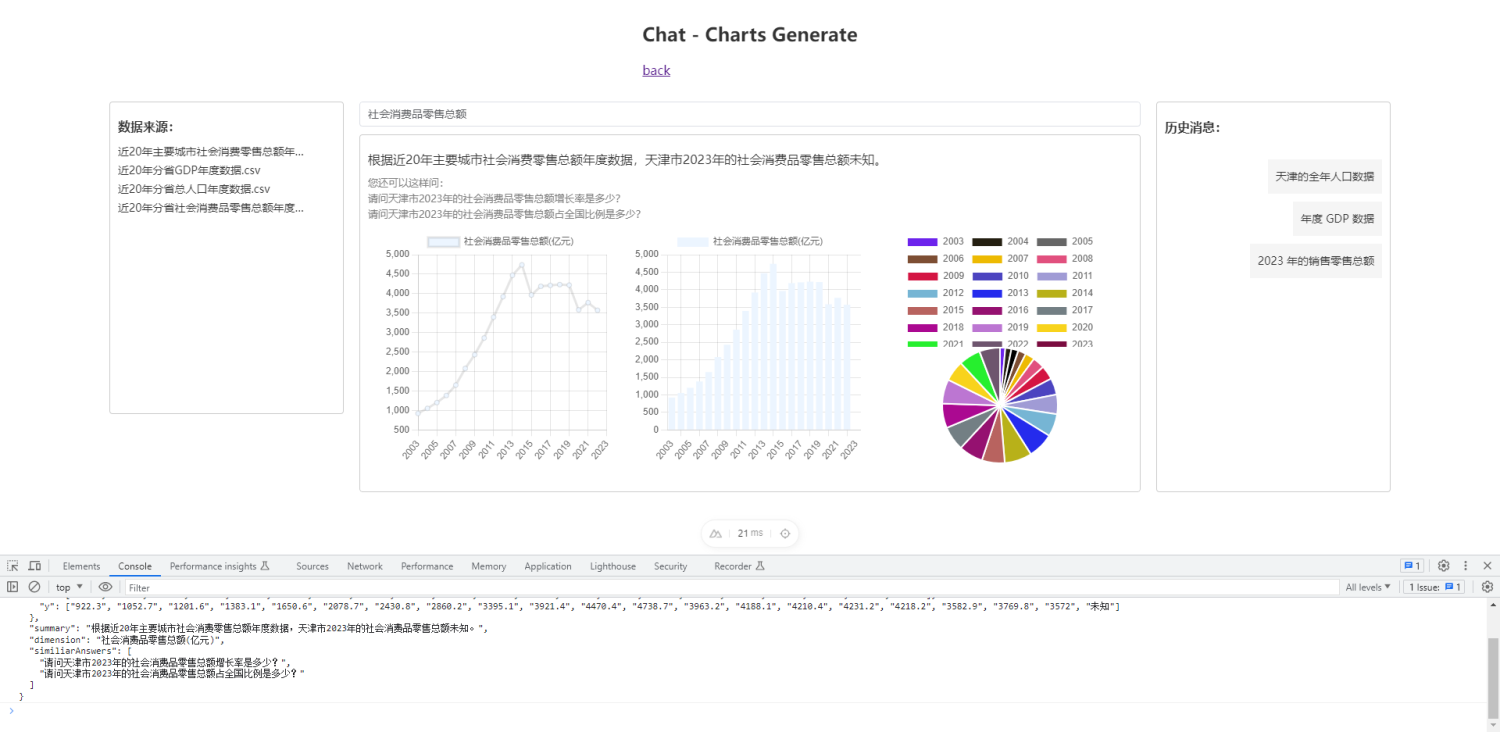 Chat - Charts Generate
back
数据来源：
近20年主要城市社会消费零售总额年...
近20年分省GDP年度数据.csv
近20年分省总人口年度数据.csv
近20年分省社会消费品零售总额年度...
社会消费品零售总额
根据近20年主要城市社会消费零售总额年度数据，天津市2023年的社会消费品零售总额未知。
您还可以这样问：
请问天津市2023年的社会消费品零售总额增长率是多少？
请问天津市2023年的社会消费品零售总额占全国比例是多少？
社会消费品零售总额(亿元)
5,000
4,500
4,000
3,500
3,000
2,500
2,000
1,500
1,000
500
2003 2005 2007 2009 2011 2013 2015 2017 2019 2021 2023
社会消费品零售总额(亿元)
5,000
4,500
4,000
3,500
3,000
2,500
2,000
1,500
1,000
500
0
2003 2005 2007 2009 2011 2013 2015 2017 2019 2021 2023
2003 2004 2005
2006 2007 2008
2009 2010 2011
2012 2013 2014
2015 2016 2017
2018 2019 2020
2021 2022 2023
历史消息：
天津的全年人口数据
年度 GDP 数据
2023 年的销售零售总额
21 ms
Elements Console Performance insights Sources Network Performance Memory Application Lighthouse Security Recorder 1
top Filter All levels 1 Issue: 1
"y": ["922.3", "1052.7", "1201.6", "1383.1", "1650.6", "2078.7", "2430.8", "2860.2", "3395.1", "3921.4", "4470.4", "4738.7", "3963.2", "4188.1", "4210.4", "4231.2", "4218.2", "3582.9", "3769.8", "3572", "未知"]
},
"summary": "根据近20年主要城市社会消费零售总额年度数据，天津市2023年的社会消费品零售总额未知。",
"dimension": "社会消费品零售总额(亿元)",
"similiarAnswers": [
"请问天津市2023年的社会消费品零售总额增长率是多少？",
"请问天津市2023年的社会消费品零售总额占全国比例是多少？"
]
}